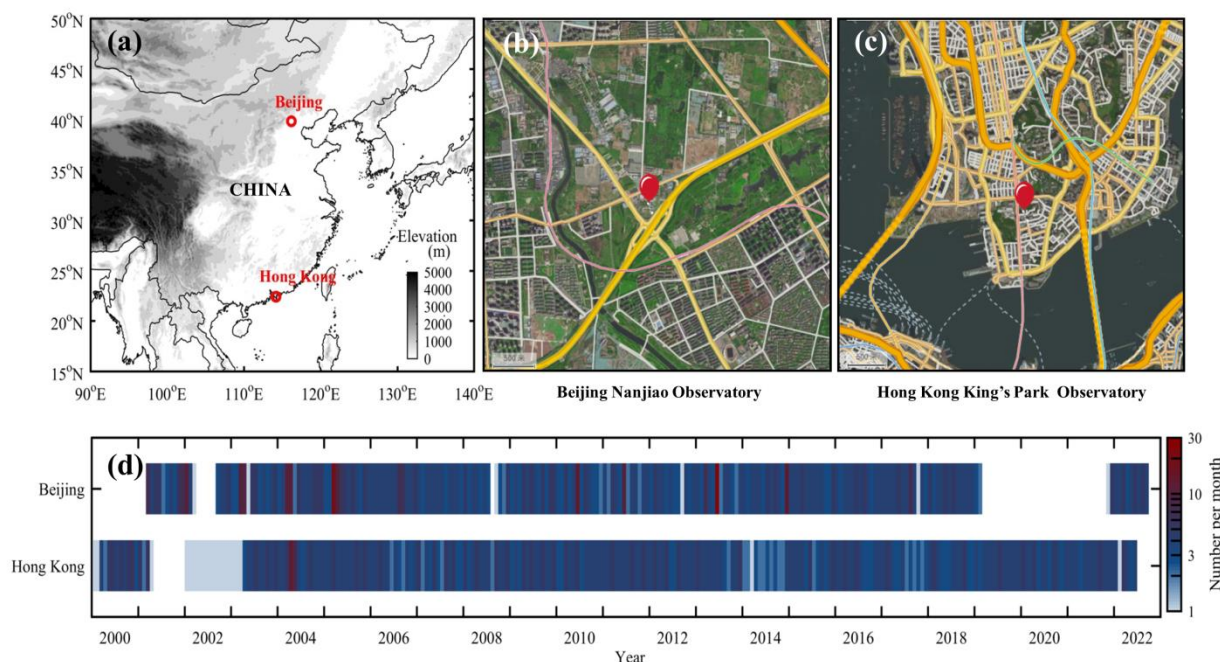 (a)
50°N
45°N
40°N
35°N
30°N
25°N
20°N
15°N
90°E 100°E 110°E 120°E 130°E 140°E
Beijing
CHINA
Hong Kong
Elevation
(m)
5000
4000
3000
2000
1000
0
(b)
500 m
Beijing Nanjiao Observatory
(c)
Hong Kong King's Park Observatory
(d)
Beijing
Hong Kong
2000 2002 2004 2006 2008 2010 2012 2014 2016 2018 2020 2022
Year
30
10
3
1
Number per month